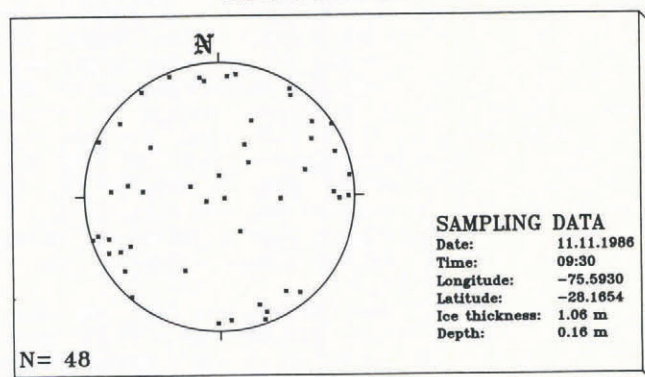 N
SAMPLING DATA
Date: 11.11.1986
Time: 09:30
Longitude: -75.5930
Latitude: -28.1654
Ice thickness: 1.06 m
Depth: 0.16 m
N= 48